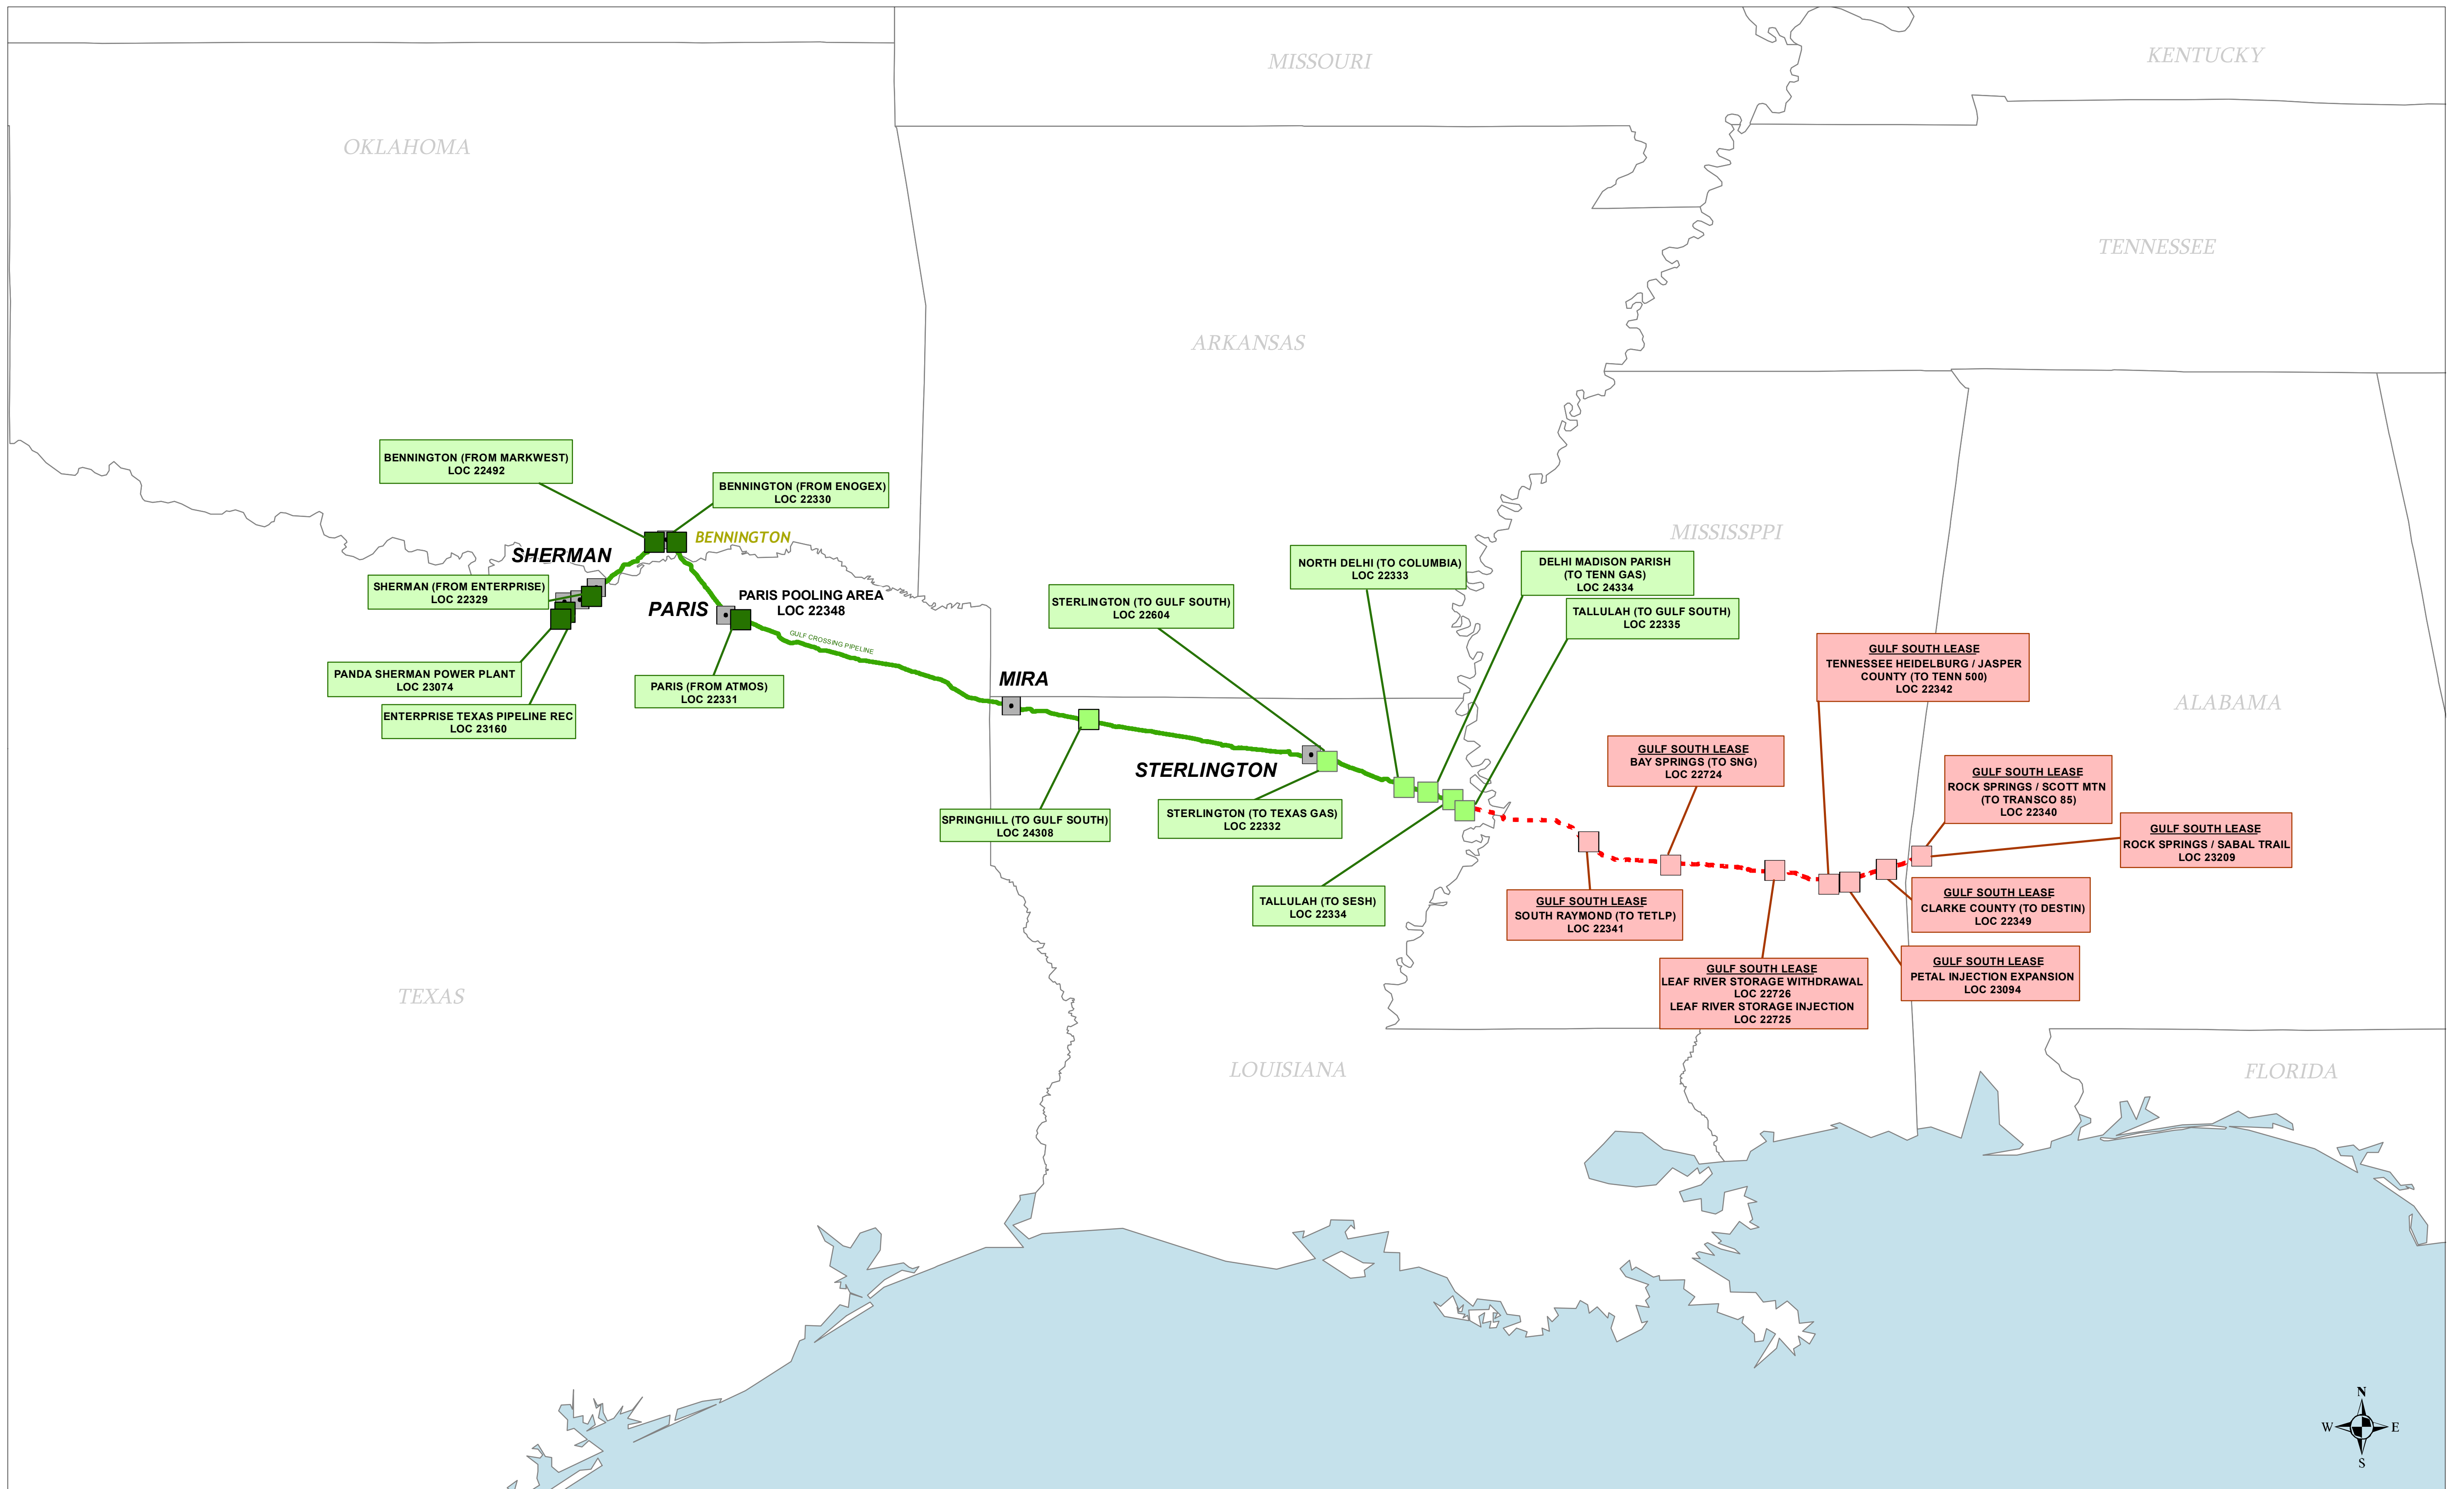 MISSOURI
KENTUCKY
OKLAHOMA
TENNESSEE
ARKANSAS
BENNINGTON (FROM MARKWEST)
LOC 22492
BENNINGTON (FROM ENOGEX)
LOC 22330
BENNINGTON
SHERMAN
SHERMAN (FROM ENTERPRISE)
LOC 22329
PARIS
PARIS POOLING AREA
LOC 22348
GULF CROSSING PIPELINE
PANDA SHERMAN POWER PLANT
LOC 23074
ENTERPRISE TEXAS PIPELINE REC
LOC 23160
PARIS (FROM ATMOS)
LOC 22331
MIRA
STERLINGTON (TO GULF SOUTH)
LOC 22604
NORTH DELHI (TO COLUMBIA)
LOC 22333
DELHI MADISON PARISH
(TO TENN GAS)
LOC 24334
TALLULAH (TO GULF SOUTH)
LOC 22335
MISSISSPPI
ALABAMA
STERLINGTON
SPRINGHILL (TO GULF SOUTH)
LOC 24308
STERLINGTON (TO TEXAS GAS)
LOC 22332
TALLULAH (TO SESH)
LOC 22334
GULF SOUTH LEASE
TENNESSEE HEIDELBURG / JASPER
COUNTY (TO TENN 500)
LOC 22342
GULF SOUTH LEASE
BAY SPRINGS (TO SNG)
LOC 22724
GULF SOUTH LEASE
ROCK SPRINGS / SCOTT MTN
(TO TRANSCO 85)
LOC 22340
GULF SOUTH LEASE
ROCK SPRINGS / SABAL TRAIL
LOC 23209
GULF SOUTH LEASE
SOUTH RAYMOND (TO TETLP)
LOC 22341
GULF SOUTH LEASE
CLARKE COUNTY (TO DESTIN)
LOC 22349
GULF SOUTH LEASE
LEAF RIVER STORAGE WITHDRAWAL
LOC 22726
LEAF RIVER STORAGE INJECTION
LOC 22725
GULF SOUTH LEASE
PETAL INJECTION EXPANSION
LOC 23094
TEXAS
LOUISIANA
FLORIDA
N
W E
S